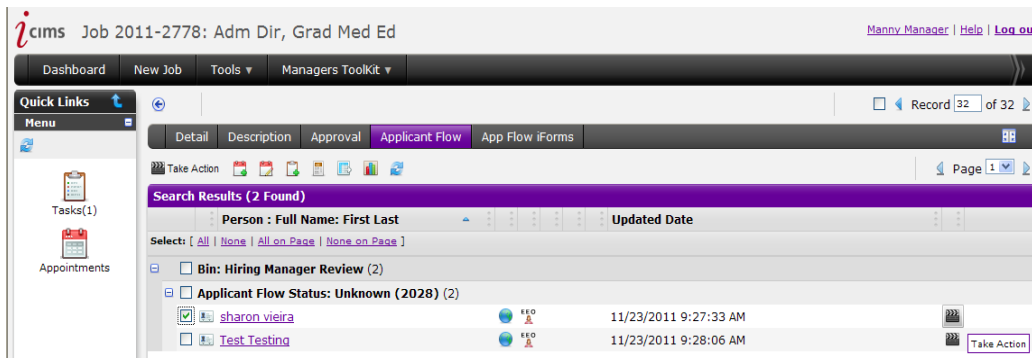 icims Job 2011-2778: Adm Dir, Grad Med Ed
Manny Manager | Help | Log ou
Dashboard New Job Tools Managers ToolKit
Quick Links
Record 32 of 32
Menu
Detail Description Approval Applicant Flow App Flow iForms
Take Action
Page 1
Tasks(1)
Search Results (2 Found)
Person : Full Name: First Last Updated Date
Select: [ All | None | All on Page | None on Page ]
Appointments
Bin: Hiring Manager Review (2)
Applicant Flow Status: Unknown (2028) (2)
sharon vieira EEO 11/23/2011 9:27:33 AM
Test Testing EEO 11/23/2011 9:28:06 AM
Take Action